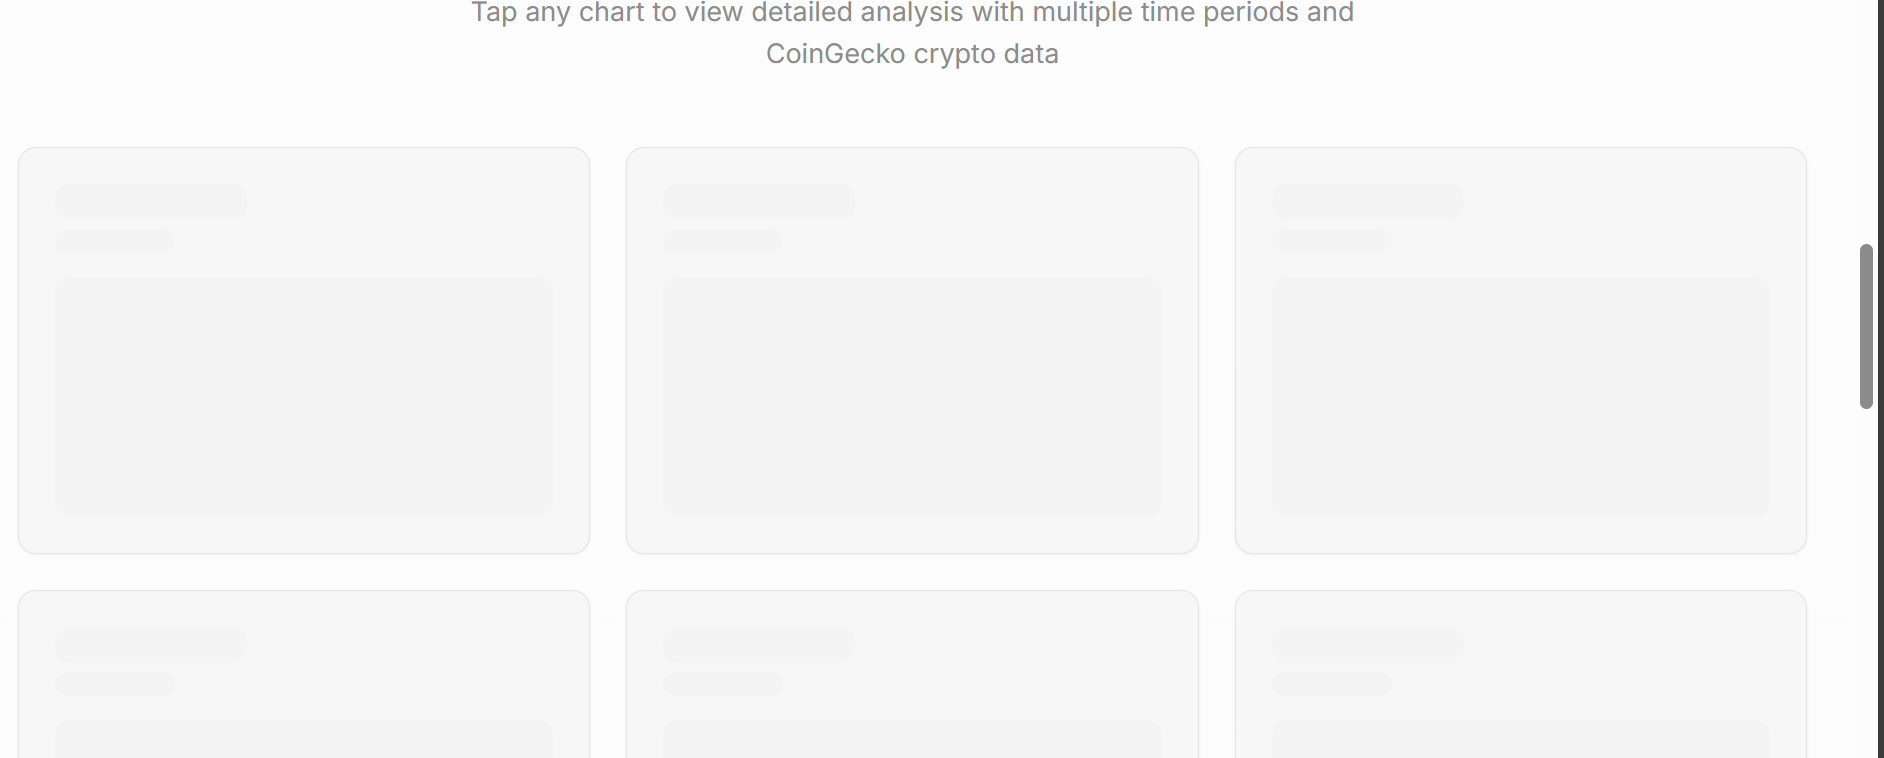 Tap any chart to view detailed analysis with multiple time periods and
CoinGecko crypto data